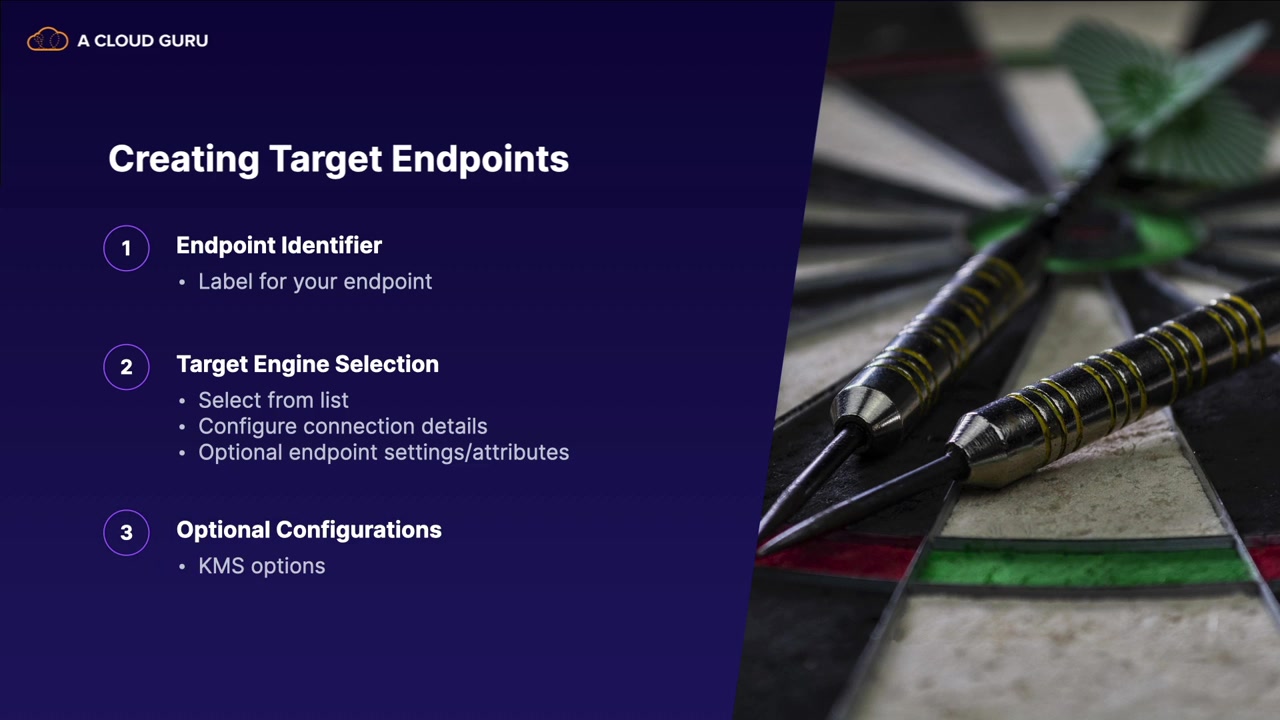 A CLOUD GURU
Creating Target Endpoints
1
Endpoint Identifier
• Label for your endpoint
2
Target Engine Selection
• Select from list
• Configure connection details
• Optional endpoint settings/attributes
3
Optional Configurations
• KMS options